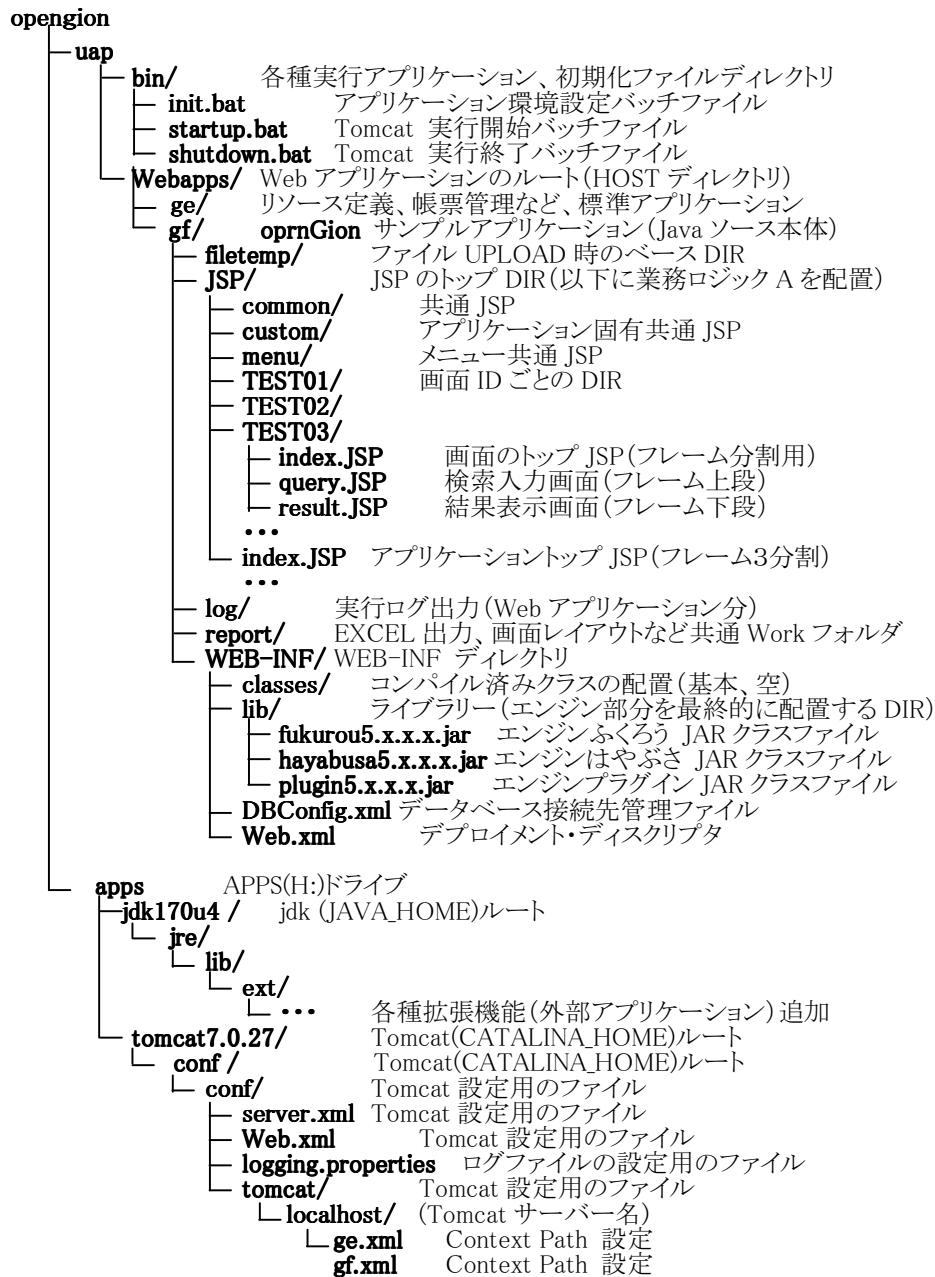 opengion
uap
bin/ 各種実行アプリケーション、初期化ファイルディレクトリ
init.bat アプリケーション環境設定バッチファイル
startup.bat Tomcat 実行開始バッチファイル
shutdown.bat Tomcat 実行終了バッチファイル
Webapps/ Web アプリケーションのルート(HOST ディレクトリ)
ge/ リソース定義、帳票管理など、標準アプリケーション
gf/ oprnGion サンプルアプリケーション(Java ソース本体)
filetemp/ ファイル UPLOAD 時のベース DIR
JSP/ JSP のトップ DIR(以下に業務ロジック A を配置)
common/ 共通 JSP
custom/ アプリケーション固有共通 JSP
menu/ メニュー共通 JSP
TEST01/ 画面 ID ごとの DIR
TEST02/
TEST03/
index.JSP 画面のトップ JSP(フレーム分割用)
query.JSP 検索入力画面(フレーム上段)
result.JSP 結果表示画面(フレーム下段)
・・・
index.JSP アプリケーショントップ JSP(フレーム3分割)
・・・
log/ 実行ログ出力(Web アプリケーション分)
report/ EXCEL 出力、画面レイアウトなど共通 Work フォルダ
WEB-INF/ WEB-INF ディレクトリ
classes/ コンパイル済みクラスの配置(基本、空)
lib/ ライブラリー(エンジン部分を最終的に配置する DIR)
fukurou5.x.x.x.jar エンジンふくろう JAR クラスファイル
hayabusa5.x.x.x.jar エンジンはやぶさ JAR クラスファイル
plugin5.x.x.x.jar エンジンプラグイン JAR クラスファイル
DBConfig.xml データベース接続先管理ファイル
Web.xml デプロイメント・ディスクリプタ
apps APPS(H:)ドライブ
jdk170u4 / jdk (JAVA_HOME)ルート
jre/
lib/
ext/
・・・ 各種拡張機能(外部アプリケーション)追加
tomcat7.0.27/ Tomcat(CATALINA_HOME)ルート
conf / Tomcat(CATALINA_HOME)ルート
conf/ Tomcat 設定用のファイル
server.xml Tomcat 設定用のファイル
Web.xml Tomcat 設定用のファイル
logging.properties ログファイルの設定用のファイル
tomcat/ Tomcat 設定用のファイル
localhost/ (Tomcat サーバー名)
ge.xml Context Path 設定
gf.xml Context Path 設定